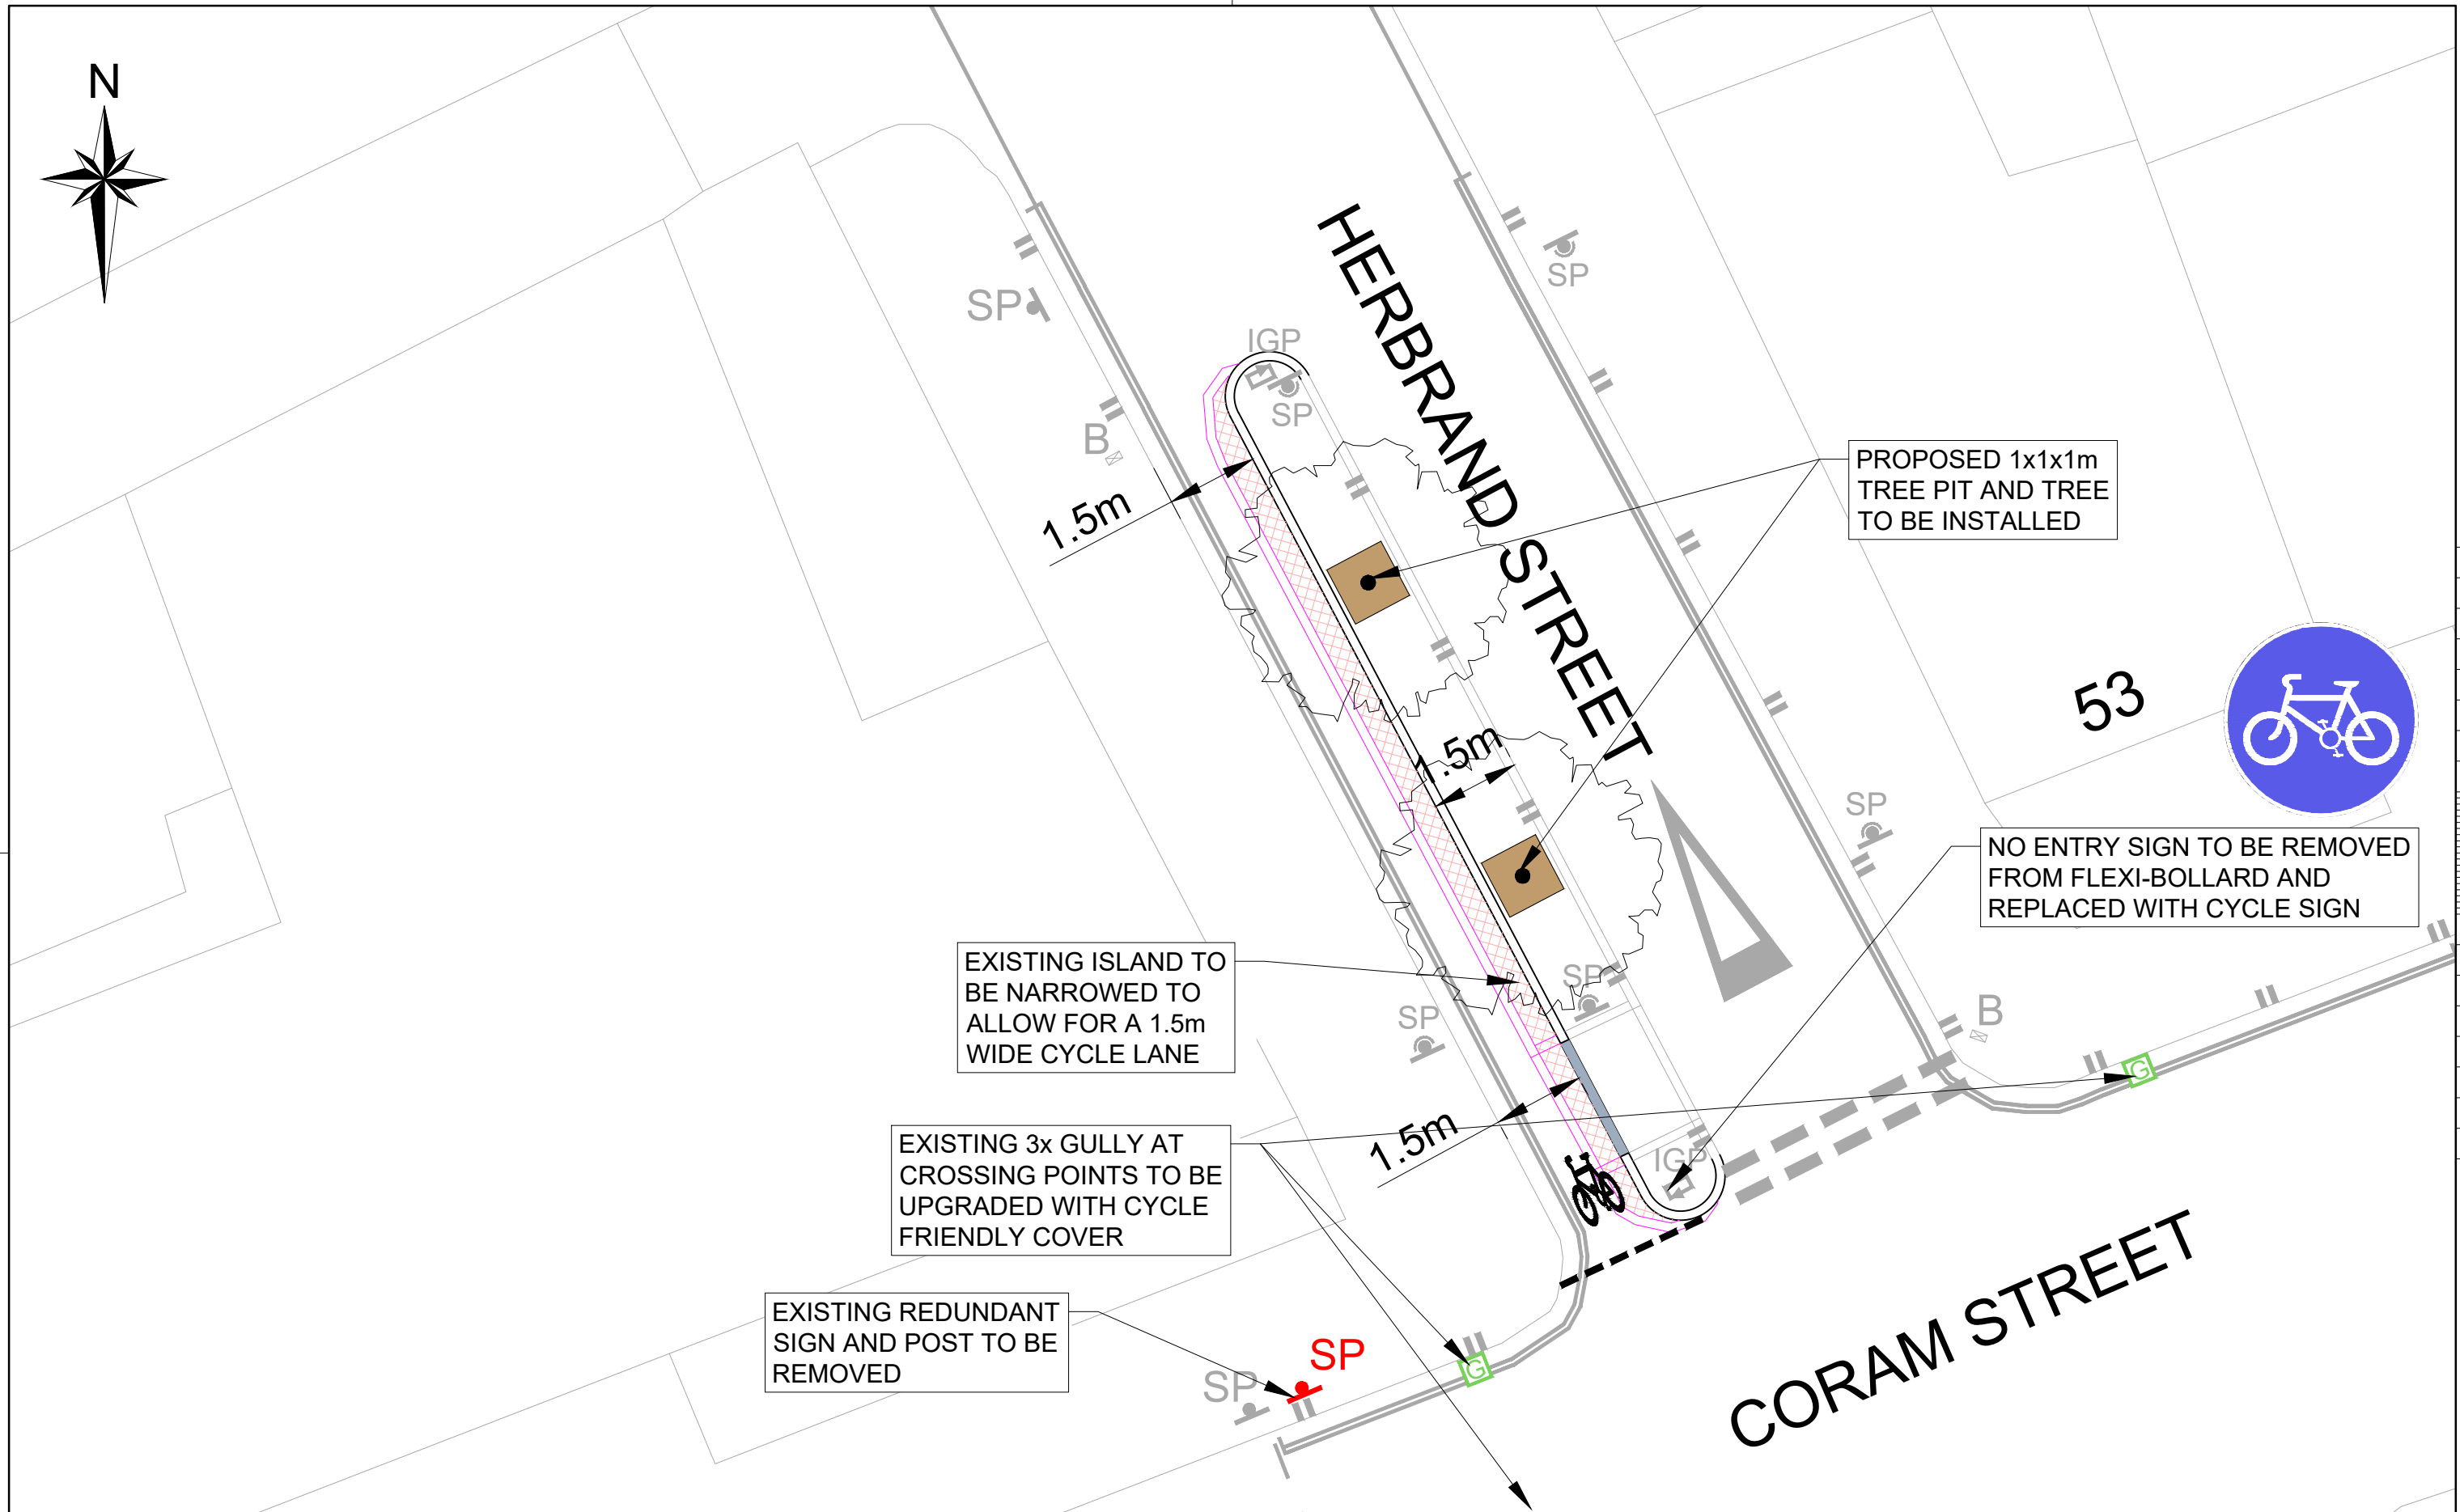 N
HERBRAND STREET
SP
SP
IGP
SP
B
1.5m
PROPOSED 1x1x1m
TREE PIT AND TREE
TO BE INSTALLED
53
1.5m
SP
NO ENTRY SIGN TO BE REMOVED
FROM FLEXI-BOLLARD AND
REPLACED WITH CYCLE SIGN
EXISTING ISLAND TO
BE NARROWED TO
ALLOW FOR A 1.5m
WIDE CYCLE LANE
SP
SP
B
G
1.5m
IGP
EXISTING 3x GULLY AT
CROSSING POINTS TO BE
UPGRADED WITH CYCLE
FRIENDLY COVER
EXISTING REDUNDANT
SIGN AND POST TO BE
REMOVED
SP
SP
G
CORAM STREET